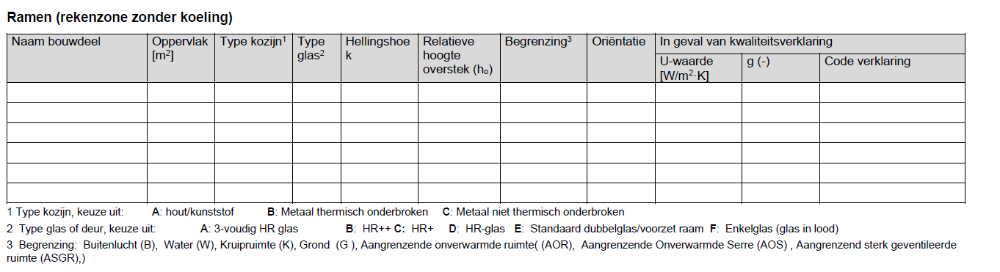 Ramen (rekenzone zonder koeling)
Naam bouwdeel
Oppervlak
[m²]
Type kozijn¹
Type
glas²
Hellingshoe
k
Relatieve
hoogte
overstek (hₒ)
Begrenzing³
Oriëntatie
In geval van kwaliteitsverklaring
U-waarde
[W/m²·K]
g (-)
Code verklaring
1 Type kozijn, keuze uit: A: hout/kunststof B: Metaal thermisch onderbroken C: Metaal niet thermisch onderbroken
2 Type glas of deur, keuze uit: A: 3-voudig HR glas B: HR++ C: HR+ D: HR-glas E: Standaard dubbelglas/voorzet raam F: Enkelglas (glas in lood)
3 Begrenzing: Buitenlucht (B), Water (W), Kruipruimte (K), Grond (G ), Aangrenzende onverwarmde ruimte( (AOR), Aangrenzende Onverwarmde Serre (AOS) , Aangrenzend sterk geventileerde
ruimte (ASGR),)